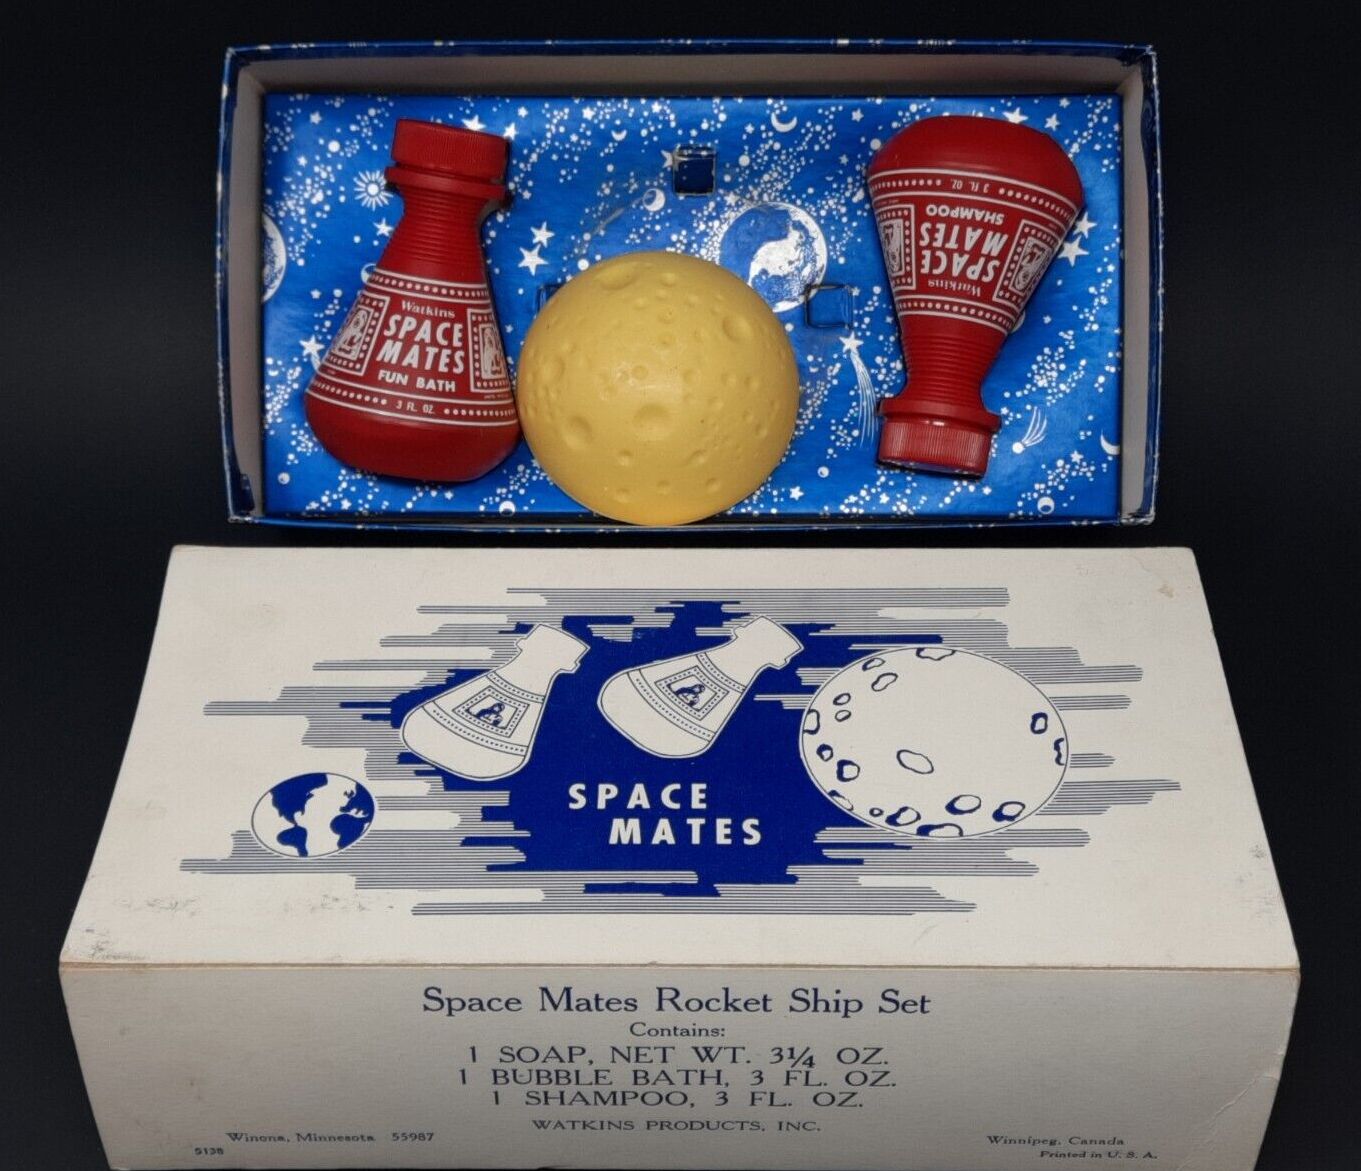 Watkins
SPACE
MATES
FUN BATH
3 FL. OZ.
Watkins
SPACE
MATES
SHAMPOO
3 FL. OZ.
SPACE
MATES
Space Mates Rocket Ship Set
Contains:
1 SOAP, NET WT. 3¼ OZ.
1 BUBBLE BATH, 3 FL. OZ.
1 SHAMPOO, 3 FL. OZ.
WATKINS PRODUCTS, INC.
Winona, Minnesota 55987
Winnipeg, Canada
5138
Printed in U. S. A.